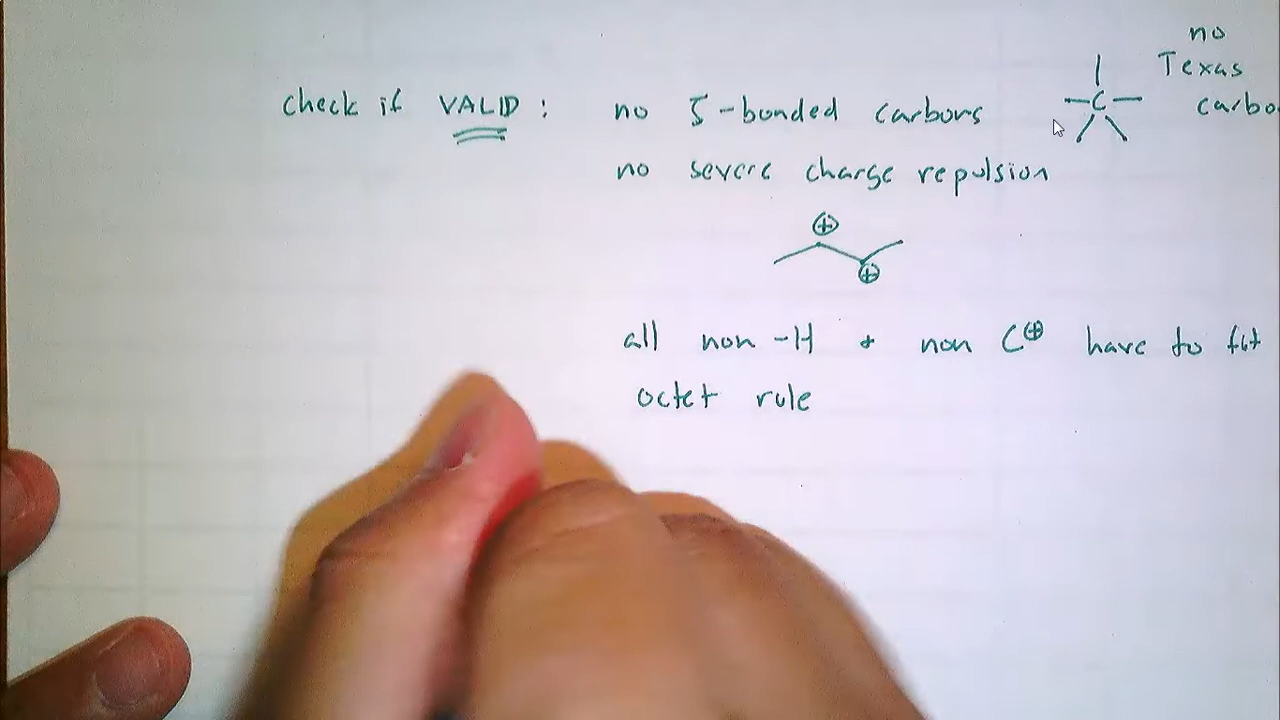 no
Texas
check if VALID : no 5-bonded carbons
C
carbo
no severe charge repulsion
+
+
all non-H + non C⊕ have to fit
octet rule